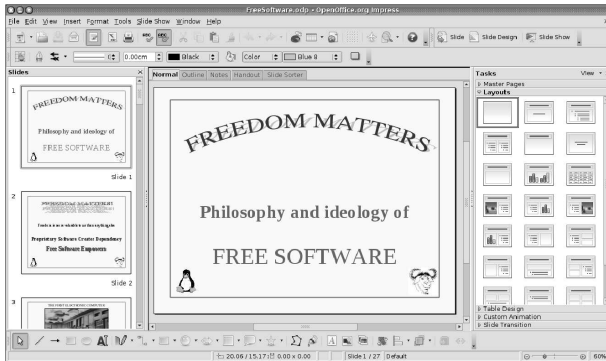 FreeSoftware.odp - OpenOffice.org Impress
File Edit View Insert Format Tools Slide Show Window Help
Slide Slide Design Slide Show
0.00cm Black Color Blue 8
Slides
Normal Outline Notes Handout Slide Sorter
Tasks View
Master Pages
Layouts
1
FREEDOM MATTERS
Philosophy and ideology of
FREE SOFTWARE
Slide 1
2
Proprietary Software Creates Dependency
Free Software Empowers
Slide 2
3
FREEDOM MATTERS
Philosophy and ideology of
FREE SOFTWARE
Table Design
Custom Animation
Slide Transition
20.06 / 15.17 0.00 x 0.00 Slide 1 / 27 Default 60%